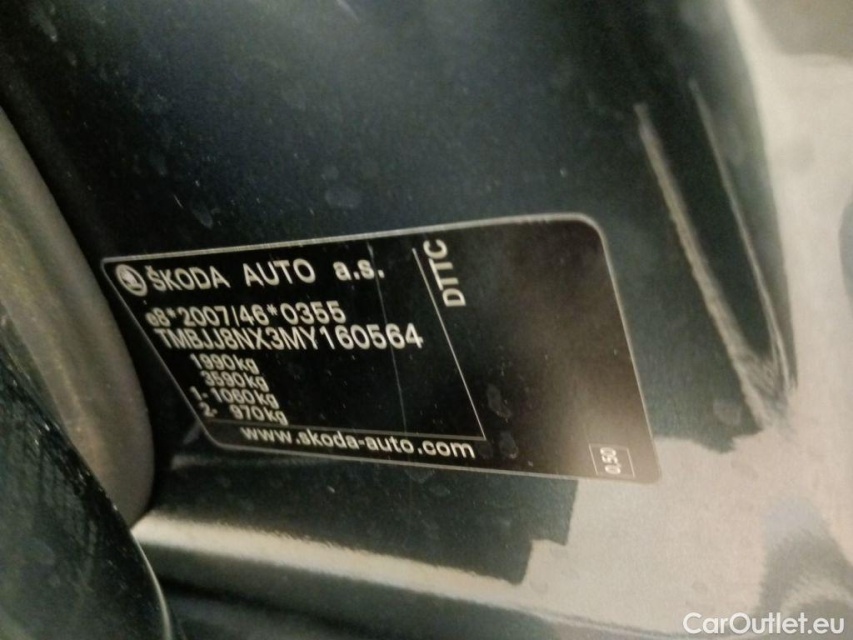 ŠKODA AUTO a.s.
DTTC
e8*2007/46*0355
TMBJJ8NX3MY160564
1990kg
3590kg
1- 1060kg
2- 970kg
www.skoda-auto.com
0.50
CarOutlet.eu